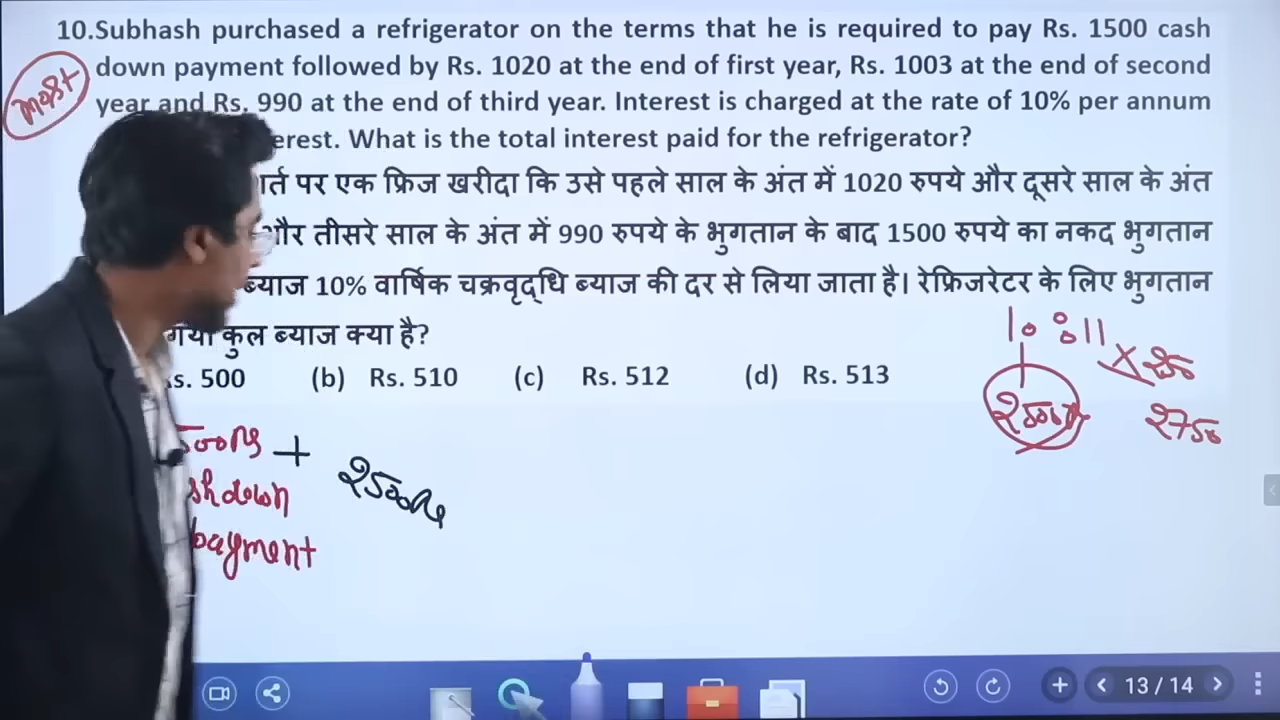 10.Subhash purchased a refrigerator on the terms that he is required to pay Rs. 1500 cash
most
down payment followed by Rs. 1020 at the end of first year, Rs. 1003 at the end of second
year and Rs. 990 at the end of third year. Interest is charged at the rate of 10% per annum
erest. What is the total interest paid for the refrigerator?
र्त पर एक फ्रिज खरीदा कि उसे पहले साल के अंत में 1020 रुपये और दूसरे साल के अंत
और तीसरे साल के अंत में 990 रुपये के भुगतान के बाद 1500 रुपये का नकद भुगतान
ब्याज 10% वार्षिक चक्रवृद्धि ब्याज की दर से लिया जाता है। रेफ्रिजरेटर के लिए भुगतान
गया कुल ब्याज क्या है?
10 : 11
s. 500 (b) Rs. 510 (c) Rs. 512 (d) Rs. 513
2500 2750
+ 2500
shdown
payment
13 / 14